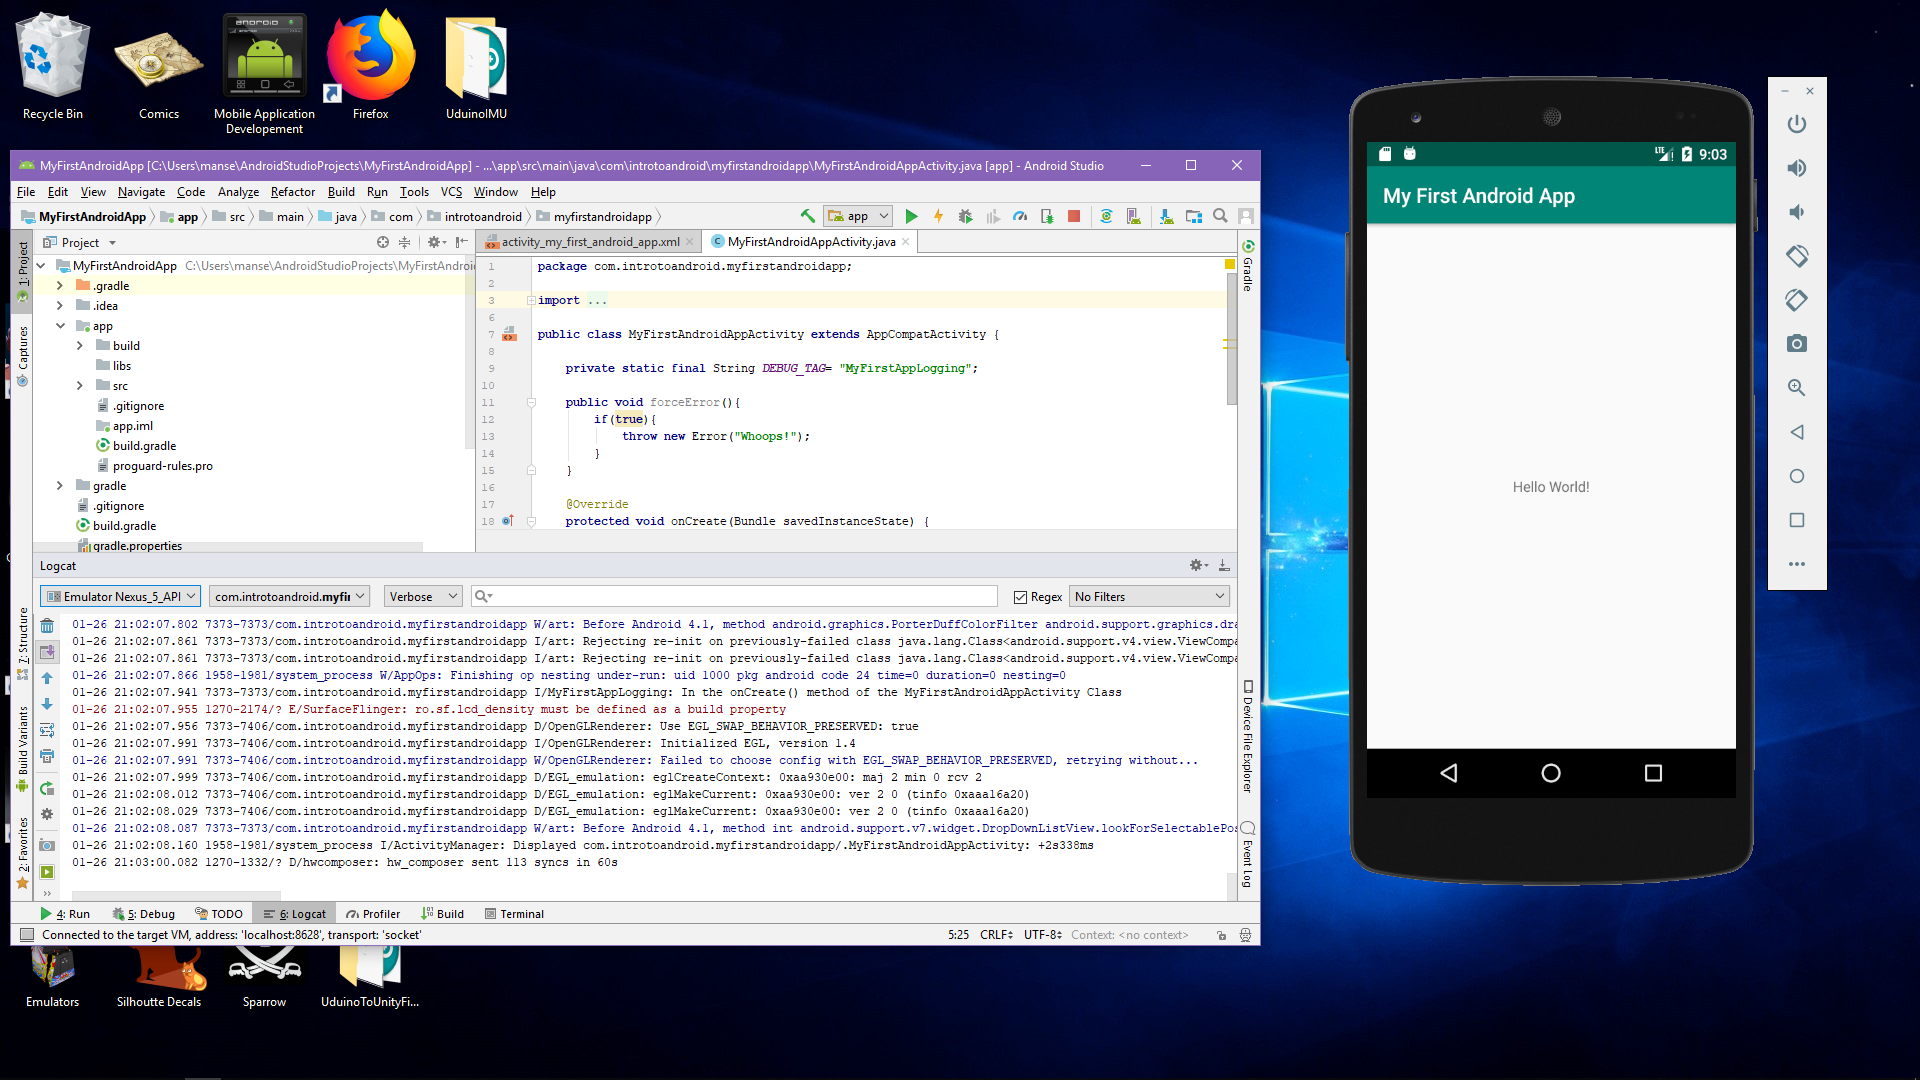 android
Recycle Bin
Comics
Mobile Application
Developement
Firefox
UduinoIMU
MyFirstAndroidApp [C:\Users\manse\AndroidStudioProjects\MyFirstAndroidApp] - ...\app\src\main\java\com\introtoandroid\myfirstandroidapp\MyFirstAndroidAppActivity.java [app] - Android Studio
File Edit View Navigate Code Analyze Refactor Build Run Tools VCS Window Help
MyFirstAndroidApp app src main java com introtoandroid myfirstandroidapp
app
Project
activity_my_first_android_app.xml
MyFirstAndroidAppActivity.java
1: Project
Captures
7: Structure
Build Variants
2: Favorites
MyFirstAndroidApp C:\Users\manse\AndroidStudioProjects\MyFirstAndroi
.gradle
.idea
app
build
libs
src
.gitignore
app.iml
build.gradle
proguard-rules.pro
gradle
.gitignore
build.gradle
gradle.properties
1 package com.introtoandroid.myfirstandroidapp;
2
3 import ...
6
7 public class MyFirstAndroidAppActivity extends AppCompatActivity {
8
9 private static final String DEBUG_TAG= "MyFirstAppLogging";
10
11 public void forceError(){
12 if(true){
13 throw new Error("Whoops!");
14 }
15 }
16
17 @Override
18 protected void onCreate(Bundle savedInstanceState) {
Gradle
Device File Explorer
Event Log
Logcat
Emulator Nexus_5_API
com.introtoandroid.myfir
Verbose
Regex
No Filters
01-26 21:02:07.802 7373-7373/com.introtoandroid.myfirstandroidapp W/art: Before Android 4.1, method android.graphics.PorterDuffColorFilter android.support.graphics.dra
01-26 21:02:07.861 7373-7373/com.introtoandroid.myfirstandroidapp I/art: Rejecting re-init on previously-failed class java.lang.Class<android.support.v4.view.ViewCompa
01-26 21:02:07.861 7373-7373/com.introtoandroid.myfirstandroidapp I/art: Rejecting re-init on previously-failed class java.lang.Class<android.support.v4.view.ViewCompa
01-26 21:02:07.866 1958-1981/system_process W/AppOps: Finishing op nesting under-run: uid 1000 pkg android code 24 time=0 duration=0 nesting=0
01-26 21:02:07.941 7373-7373/com.introtoandroid.myfirstandroidapp I/MyFirstAppLogging: In the onCreate() method of the MyFirstAndroidAppActivity Class
01-26 21:02:07.955 1270-2174/? E/SurfaceFlinger: ro.sf.lcd_density must be defined as a build property
01-26 21:02:07.956 7373-7406/com.introtoandroid.myfirstandroidapp D/OpenGLRenderer: Use EGL_SWAP_BEHAVIOR_PRESERVED: true
01-26 21:02:07.991 7373-7406/com.introtoandroid.myfirstandroidapp I/OpenGLRenderer: Initialized EGL, version 1.4
01-26 21:02:07.991 7373-7406/com.introtoandroid.myfirstandroidapp W/OpenGLRenderer: Failed to choose config with EGL_SWAP_BEHAVIOR_PRESERVED, retrying without...
01-26 21:02:07.999 7373-7406/com.introtoandroid.myfirstandroidapp D/EGL_emulation: eglCreateContext: 0xaa930e00: maj 2 min 0 rcv 2
01-26 21:02:08.012 7373-7406/com.introtoandroid.myfirstandroidapp D/EGL_emulation: eglMakeCurrent: 0xaa930e00: ver 2 0 (tinfo 0xaaa16a20)
01-26 21:02:08.029 7373-7406/com.introtoandroid.myfirstandroidapp D/EGL_emulation: eglMakeCurrent: 0xaa930e00: ver 2 0 (tinfo 0xaaa16a20)
01-26 21:02:08.087 7373-7373/com.introtoandroid.myfirstandroidapp W/art: Before Android 4.1, method int android.support.v7.widget.DropDownListView.lookForSelectablePos
01-26 21:02:08.160 1958-1981/system_process I/ActivityManager: Displayed com.introtoandroid.myfirstandroidapp/.MyFirstAndroidAppActivity: +2s338ms
01-26 21:03:00.082 1270-1332/? D/hwcomposer: hw_composer sent 113 syncs in 60s
4: Run 5: Debug TODO 6: Logcat Profiler Build Terminal
Connected to the target VM, address: 'localhost:8628', transport: 'socket'
5:25 CRLF UTF-8 Context: <no context>
Emulators
Silhoutte Decals
Sparrow
UduinoToUnityFi...
LTE 9:03
My First Android App
Hello World!